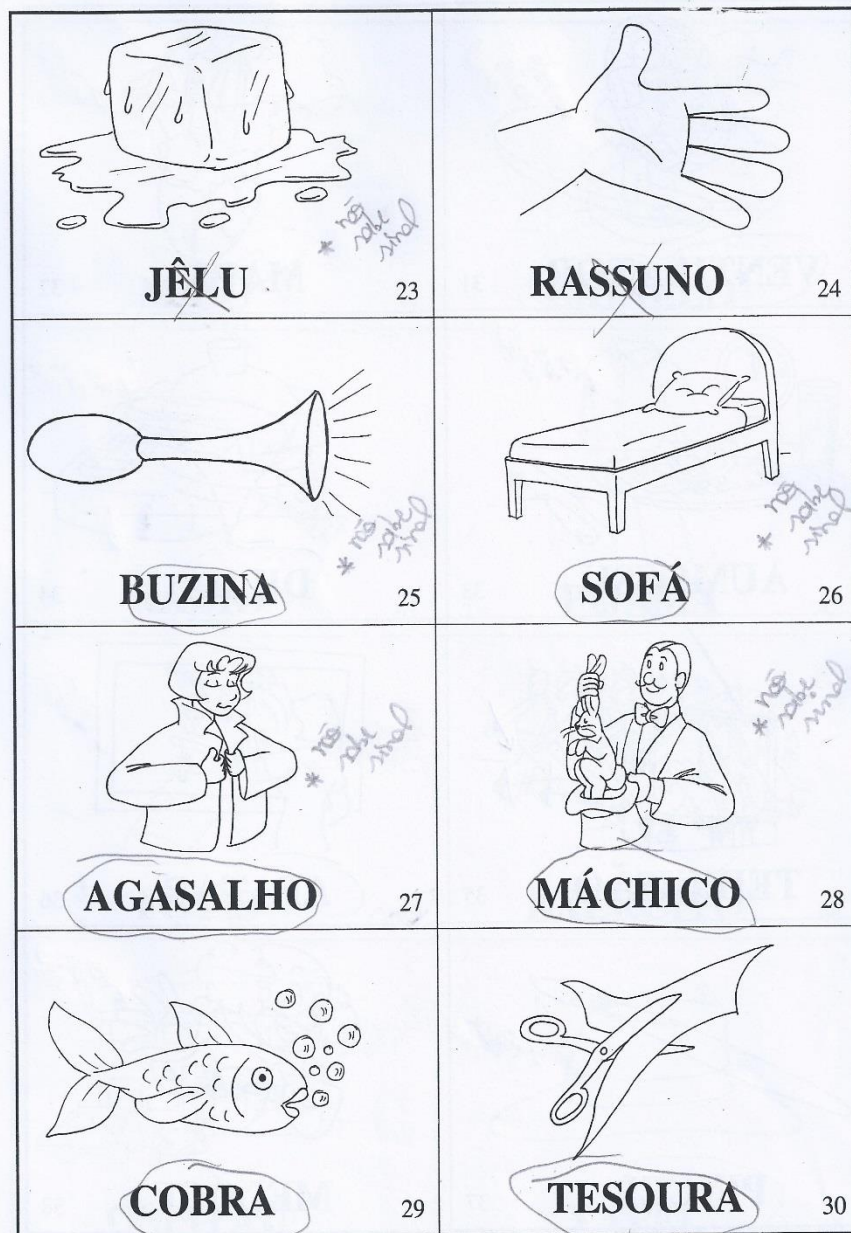 * não
sabe
sinal
JÊLU 23
RASSUNO 24
* não
sabe
sinal
BUZINA 25
* não
sabe
sinal
SOFÁ 26
* não
sabe
sinal
AGASALHO 27
* não
sabe
sinal
MÁCHICO 28
COBRA 29
TESOURA 30